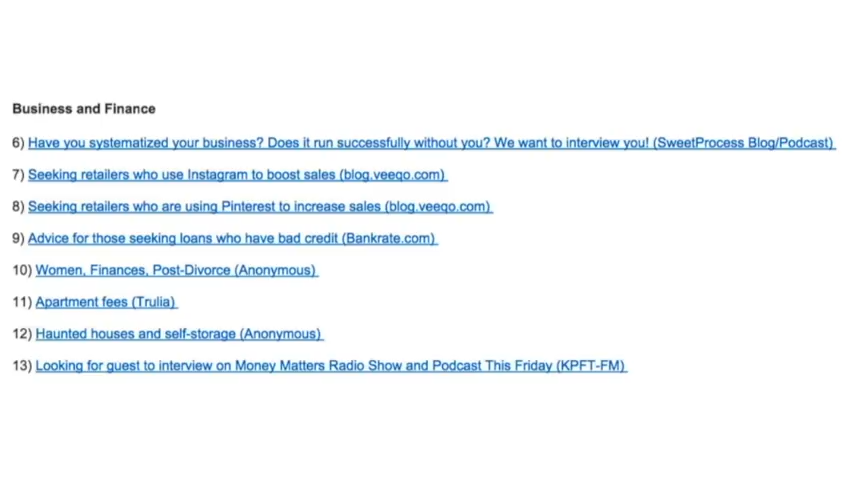 Business and Finance
6) Have you systematized your business? Does it run successfully without you? We want to interview you! (SweetProcess Blog/Podcast)
7) Seeking retailers who use Instagram to boost sales (blog.veeqo.com)
8) Seeking retailers who are using Pinterest to increase sales (blog.veeqo.com)
9) Advice for those seeking loans who have bad credit (Bankrate.com)
10) Women, Finances, Post-Divorce (Anonymous)
11) Apartment fees (Trulia)
12) Haunted houses and self-storage (Anonymous)
13) Looking for guest to interview on Money Matters Radio Show and Podcast This Friday (KPFT-FM)